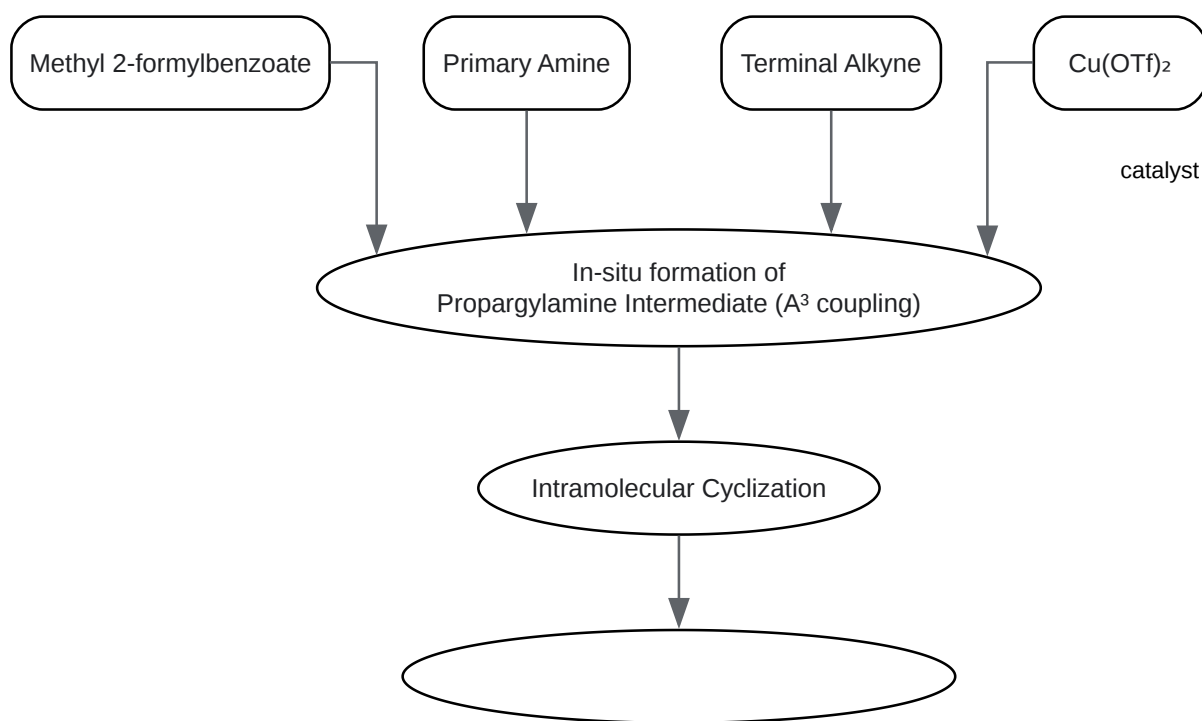 Methyl 2-formylbenzoate
Primary Amine
Terminal Alkyne
Cu(OTf)₂
catalyst
In-situ formation of
Propargylamine Intermediate (A³ coupling)
Intramolecular Cyclization